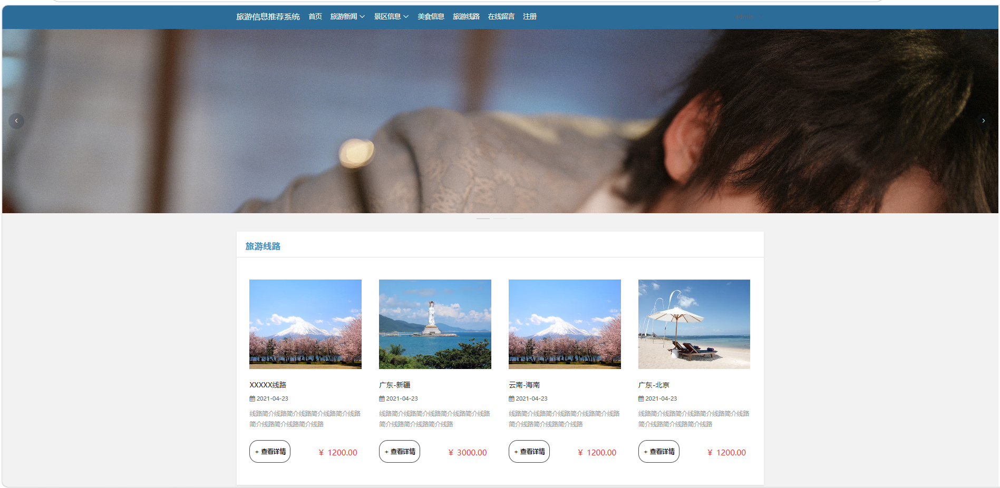 旅游信息推荐系统 首页 旅游新闻 景区信息 美食信息 旅游线路 在线留言 注册 admin
旅游线路
XXXXX线路
2021-04-23
线路简介线路简介线路简介线路简介线路
简介线路简介线路简介线路
+ 查看详情 ¥ 1200.00
广东-新疆
2021-04-23
线路简介线路简介线路简介线路简介线路
简介线路简介线路简介线路
+ 查看详情 ¥ 3000.00
云南-海南
2021-04-23
线路简介线路简介线路简介线路简介线路
简介线路简介线路简介线路
+ 查看详情 ¥ 1200.00
广东-北京
2021-04-23
线路简介线路简介线路简介线路简介线路
简介线路简介线路简介线路
+ 查看详情 ¥ 1200.00